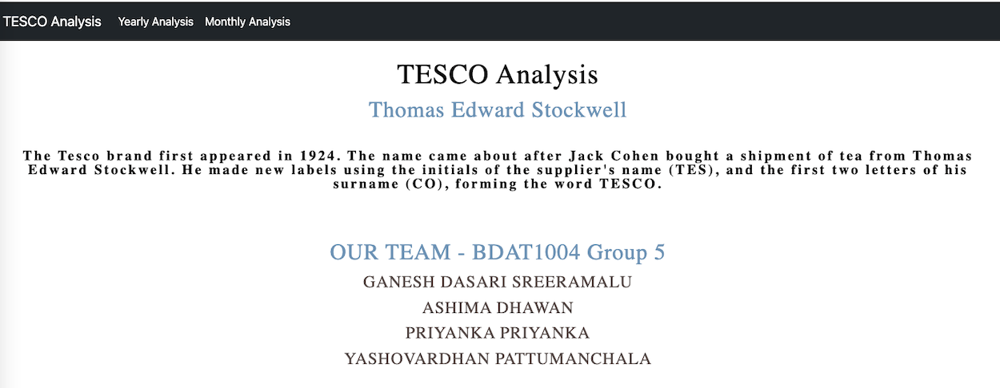 TESCO Analysis Yearly Analysis Monthly Analysis
TESCO Analysis
Thomas Edward Stockwell
The Tesco brand first appeared in 1924. The name came about after Jack Cohen bought a shipment of tea from Thomas
Edward Stockwell. He made new labels using the initials of the supplier's name (TES), and the first two letters of his
surname (CO), forming the word TESCO.
OUR TEAM - BDAT1004 Group 5
GANESH DASARI SREERAMALU
ASHIMA DHAWAN
PRIYANKA PRIYANKA
YASHOVARDHAN PATTUMANCHALA